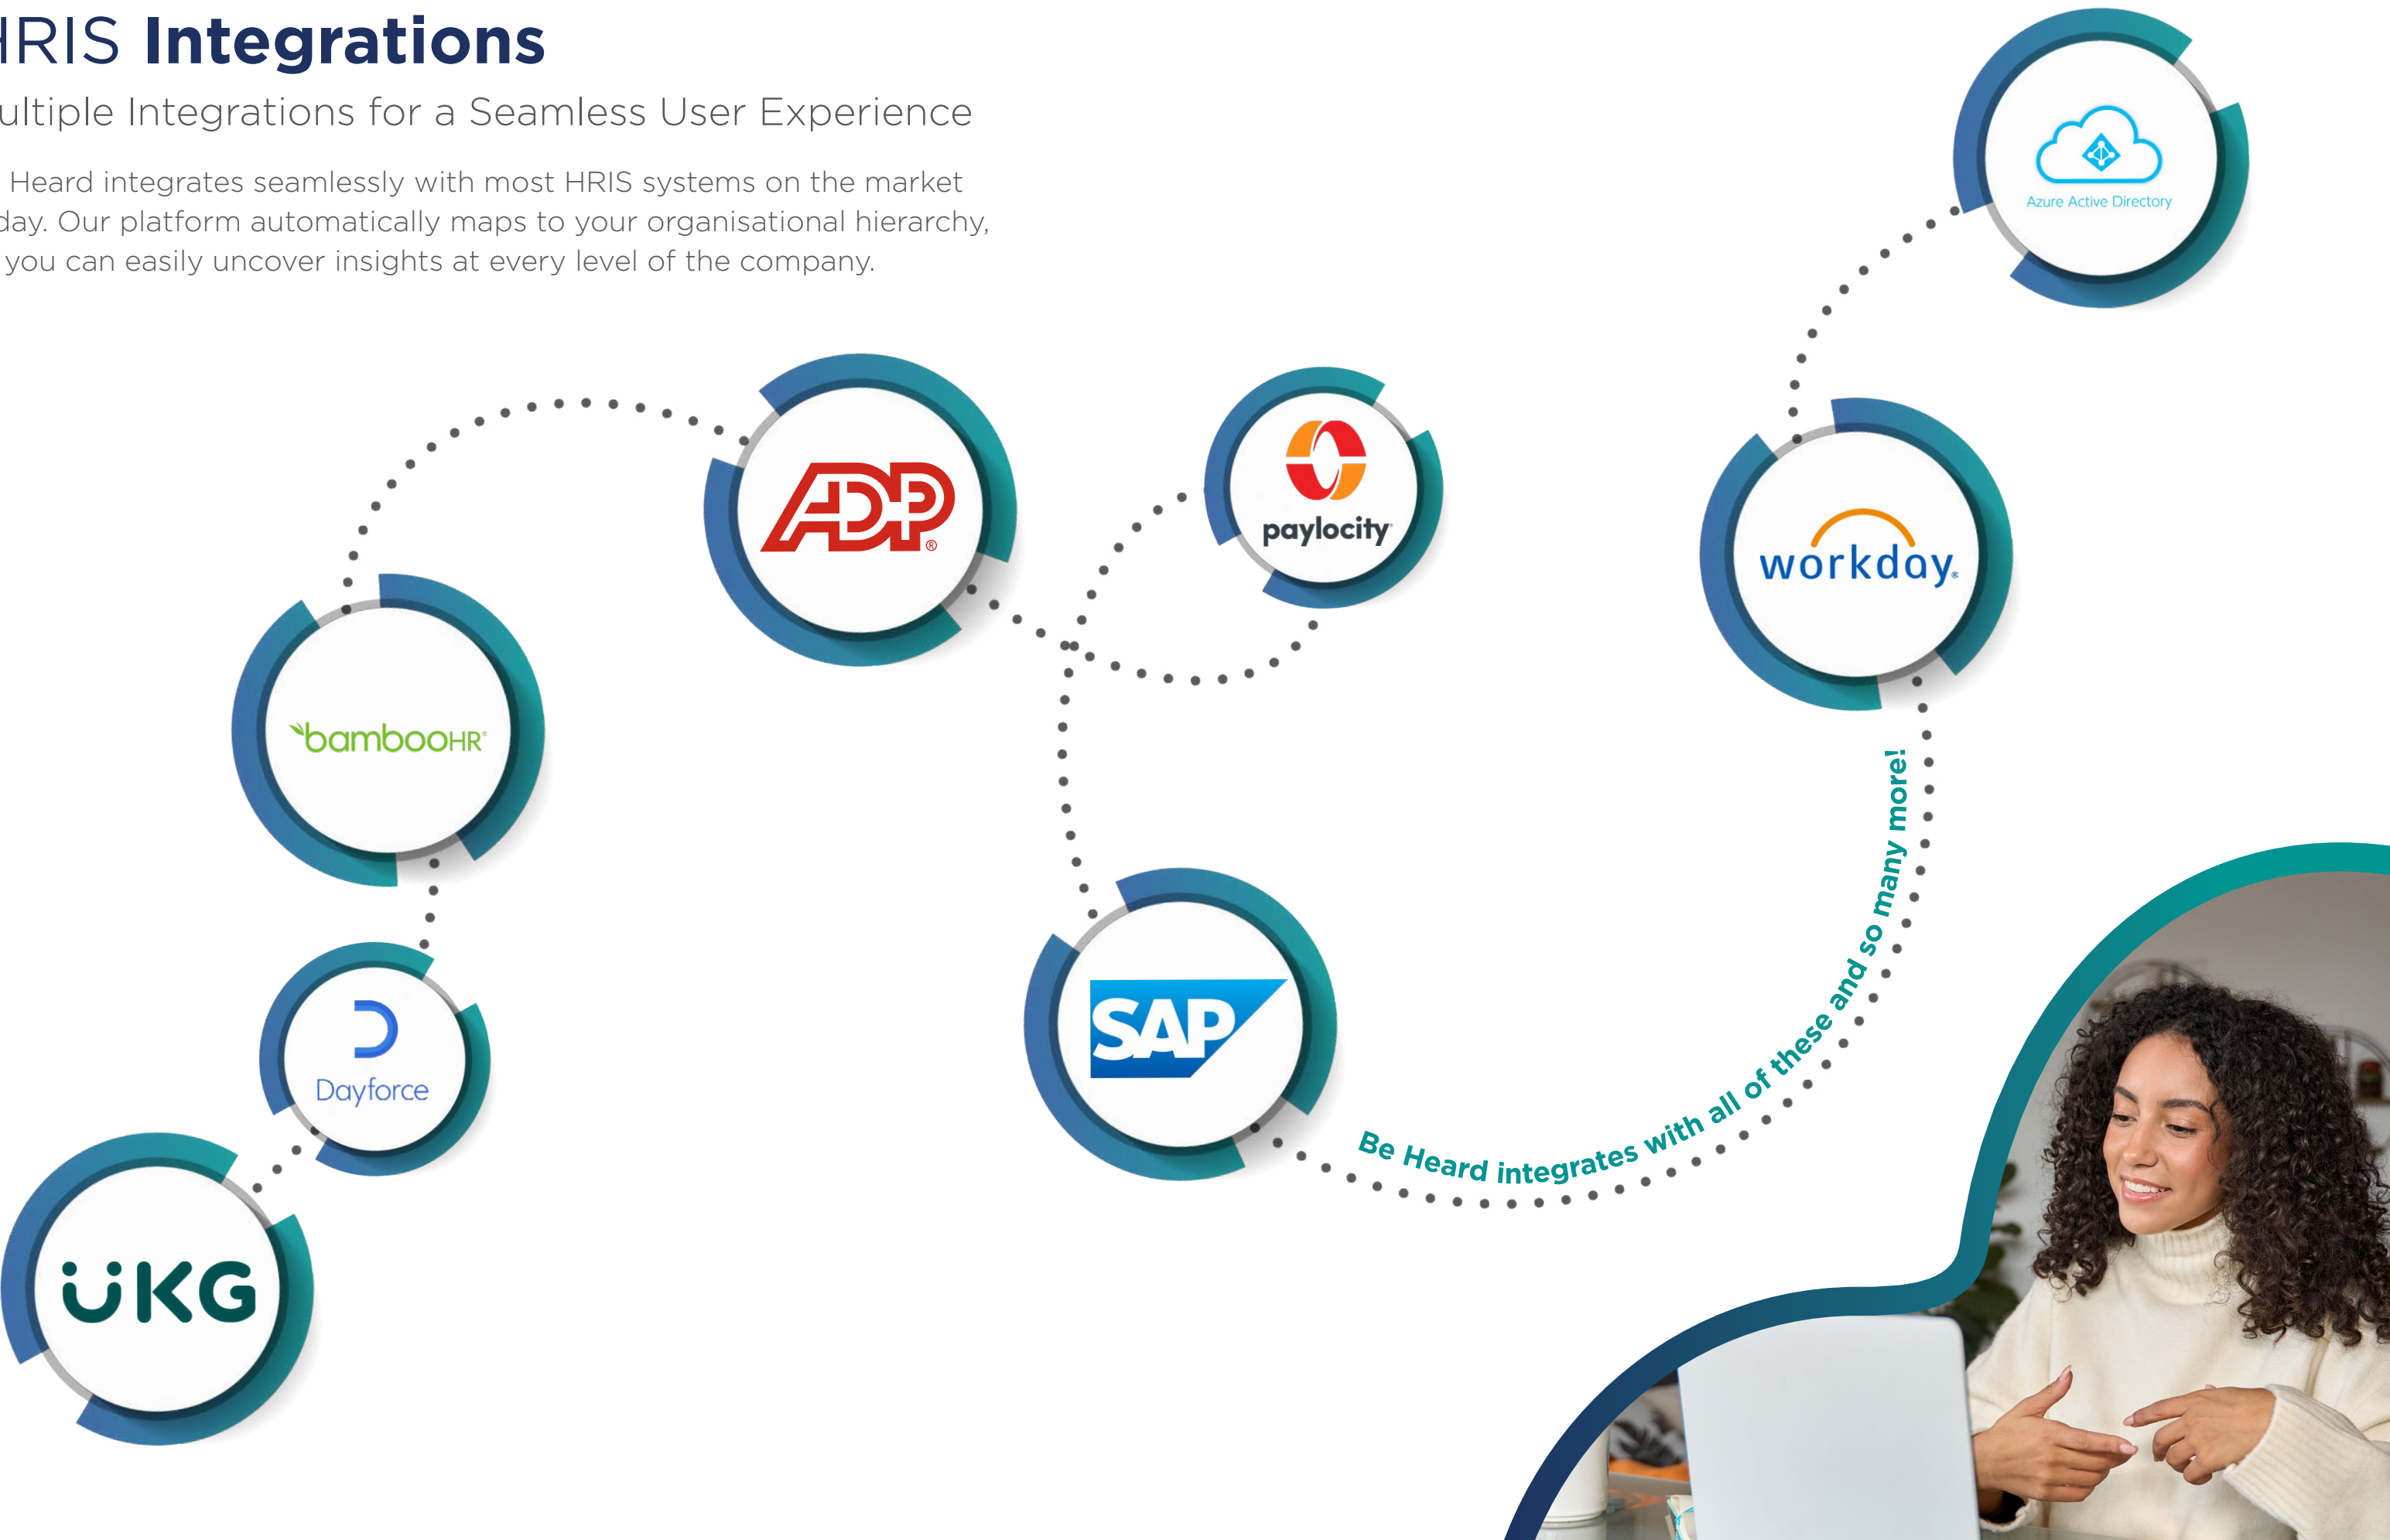 HRIS Integrations
ultiple Integrations for a Seamless User Experience
Heard integrates seamlessly with most HRIS systems on the market
day. Our platform automatically maps to your organisational hierarchy,
you can easily uncover insights at every level of the company.
Azure Active Directory
ADP®
paylocity
workday®
bambooHR®
Dayforce
SAP
UKG
Be Heard integrates with all of these and so many more!